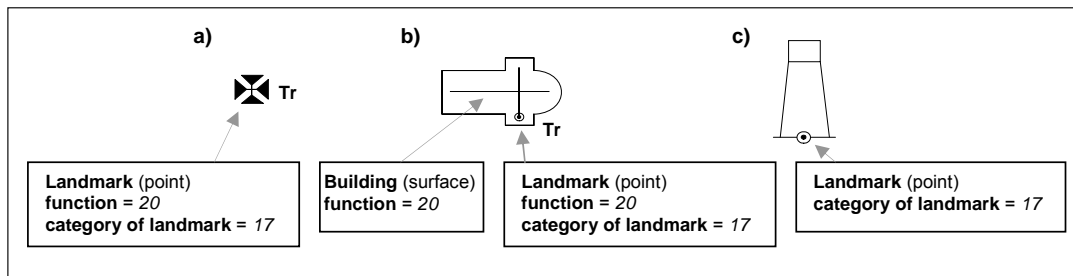 a)
Tr
b)
Tr
c)
Landmark (point)
function = 20
category of landmark = 17
Building (surface)
function = 20
Landmark (point)
function = 20
category of landmark = 17
Landmark (point)
category of landmark = 17